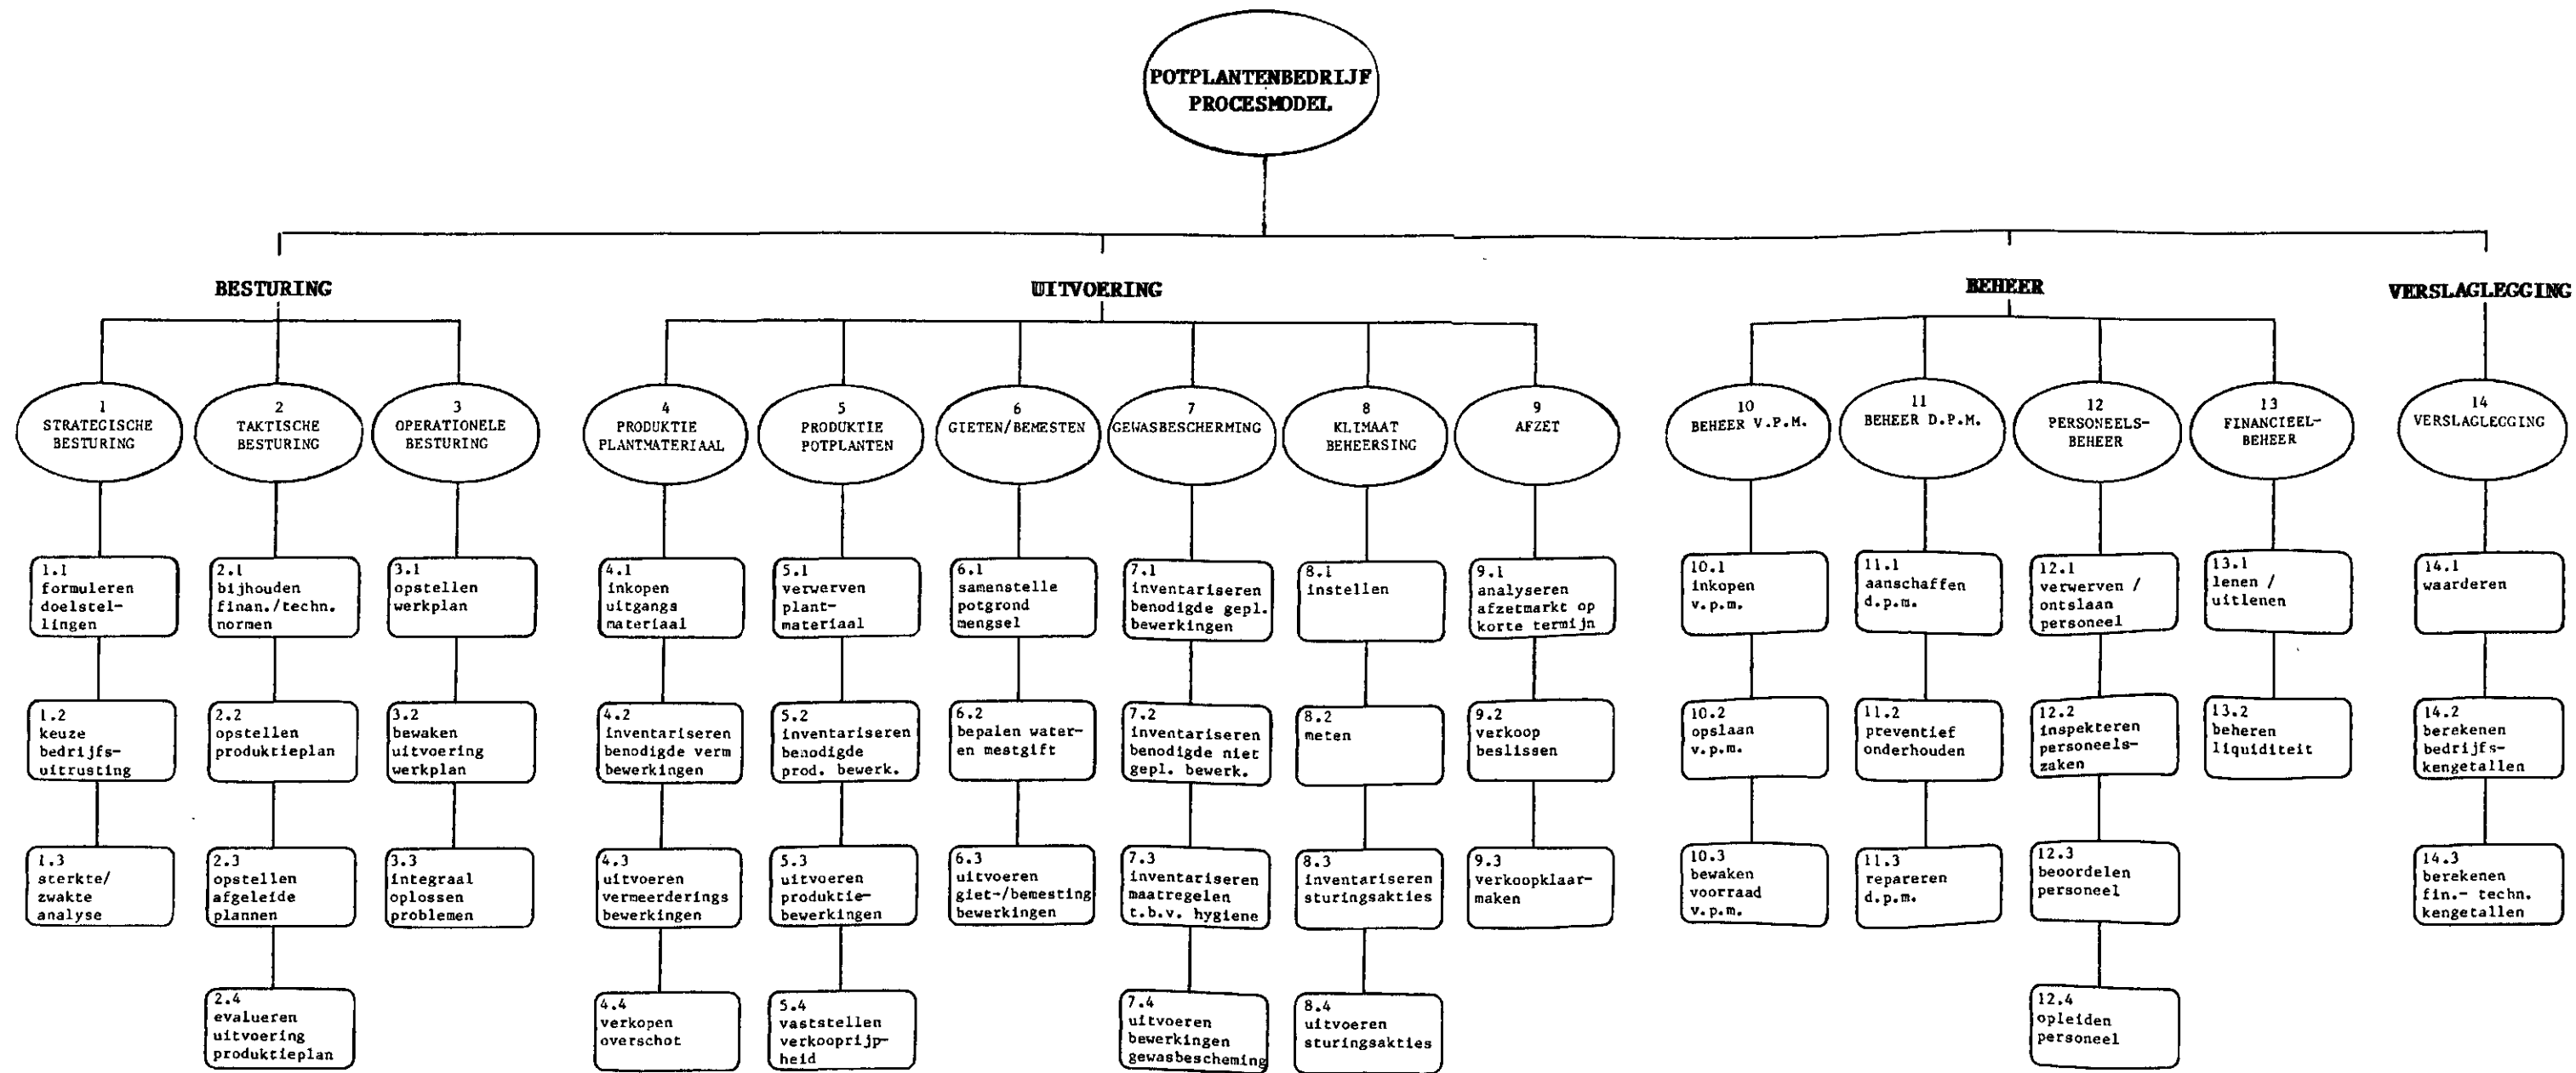 POTPLANTENBEDRIJF
PROCESMODEL
BESTURING
UITVOERING
BEHEER
VERSLAGLEGGING
1
STRATEGISCHE
BESTURING
2
TAKTISCHE
BESTURING
3
OPERATIONELE
BESTURING
4
PRODUKTIE
PLANTMATERIAAL
5
PRODUKTIE
POTPLANTEN
6
GIETEN/BEMESTEN
7
GEWASBESCHERMING
8
KLIMAAT
BEHEERSING
9
AFZET
10
BEHEER V.P.M.
11
BEHEER D.P.M.
12
PERSONEELS-
BEHEER
13
FINANCIEEL-
BEHEER
14
VERSLAGLEGGING
1.1
formuleren
doelstel-
lingen
2.1
bijhouden
finan./techn.
normen
3.1
opstellen
werkplan
4.1
inkopen
uitgangs
materiaal
5.1
verwerven
plant-
materiaal
6.1
samenstelle
potgrond
mengsel
7.1
inventariseren
benodigde gepl.
bewerkingen
8.1
instellen
9.1
analyseren
afzetmarkt op
korte termijn
10.1
inkopen
v.p.m.
11.1
aanschaffen
d.p.m.
12.1
verwerven /
ontslaan
personeel
13.1
lenen /
uitlenen
14.1
waarderen
1.2
keuze
bedrijfs-
uitrusting
2.2
opstellen
produktieplan
3.2
bewaken
uitvoering
werkplan
4.2
inventariseren
benodigde verm
bewerkingen
5.2
inventariseren
benodigde
prod. bewerk.
6.2
bepalen water-
en mestgift
7.2
inventariseren
benodigde niet
gepl. bewerk.
8.2
meten
9.2
verkoop
beslissen
10.2
opslaan
v.p.m.
11.2
preventief
onderhouden
12.2
inspekteren
personeels-
zaken
13.2
beheren
liquiditeit
14.2
berekenen
bedrijfs-
kengetallen
1.3
sterkte/
zwakte
analyse
2.3
opstellen
afgeleide
plannen
3.3
integraal
oplossen
problemen
4.3
uitvoeren
vermeerderings
bewerkingen
5.3
uitvoeren
produktie-
bewerkingen
6.3
uitvoeren
giet-/bemesting
bewerkingen
7.3
inventariseren
maatregelen
t.b.v. hygiene
8.3
inventariseren
sturingsakties
9.3
verkoopklaar-
maken
10.3
bewaken
voorraad
v.p.m.
11.3
repareren
d.p.m.
12.3
beoordelen
personeel
14.3
berekenen
fin.- techn.
kengetallen
2.4
evalueren
uitvoering
produktieplan
4.4
verkopen
overschot
5.4
vaststellen
verkooprijp-
heid
7.4
uitvoeren
bewerkingen
gewasbescheming
8.4
uitvoeren
sturingsakties
12.4
opleiden
personeel